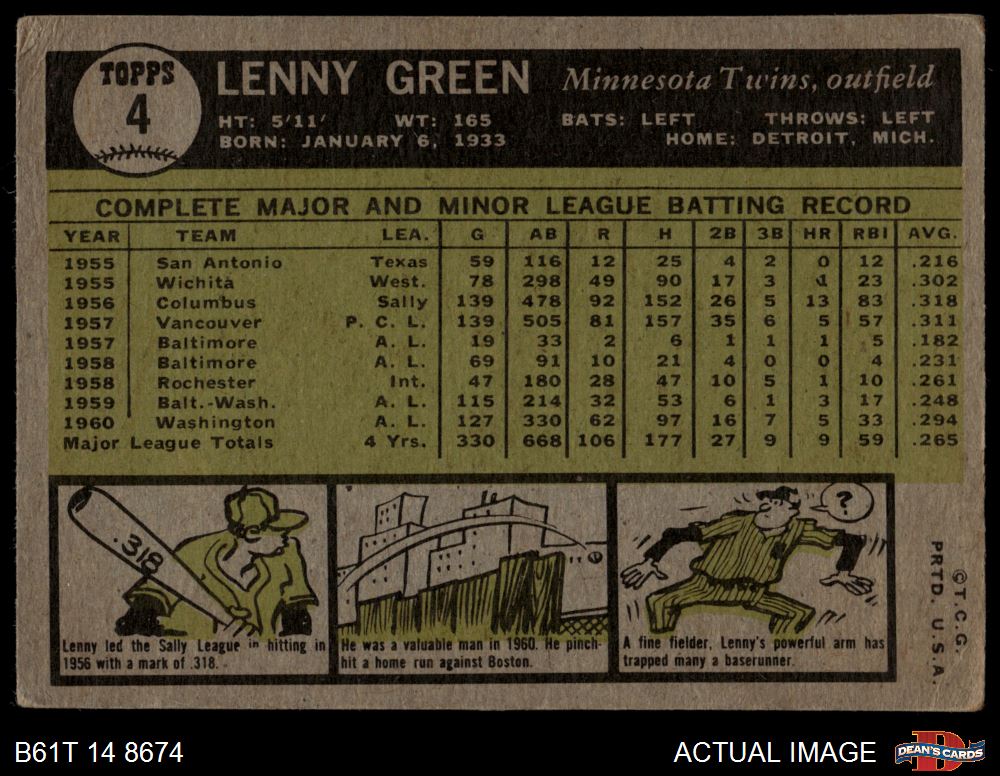 TOPPS
4
LENNY GREEN Minnesota Twins, outfield
HT: 5'11' WT: 165 BATS: LEFT THROWS: LEFT
BORN: JANUARY 6, 1933 HOME: DETROIT, MICH.
COMPLETE MAJOR AND MINOR LEAGUE BATTING RECORD
YEAR TEAM LEA. G AB R H 2B 3B HR RBI AVG.
1955 San Antonio Texas 59 116 12 25 4 2 0 12 .216
1955 Wichita West. 78 298 49 90 17 3 1 23 .302
1956 Columbus Sally 139 478 92 152 26 5 13 83 .318
1957 Vancouver P. C. L. 139 505 81 157 35 6 5 57 .311
1957 Baltimore A. L. 19 33 2 6 1 1 1 5 .182
1958 Baltimore A. L. 69 91 10 21 4 0 0 4 .231
1958 Rochester Int. 47 180 28 47 10 5 1 10 .261
1959 Balt.-Wash. A. L. 115 214 32 53 6 1 3 17 .248
1960 Washington A. L. 127 330 62 97 16 7 5 33 .294
Major League Totals 4 Yrs. 330 668 106 177 27 9 9 59 .265
.318
Lenny led the Sally League in hitting in
1956 with a mark of .318.
He was a valuable man in 1960. He pinch-
hit a home run against Boston.
?
A fine fielder, Lenny's powerful arm has
trapped many a baserunner.
©T.C.G.
PRTD. U.S.A.
B61T 14 8674
ACTUAL IMAGE
D
DEAN'S CARDS